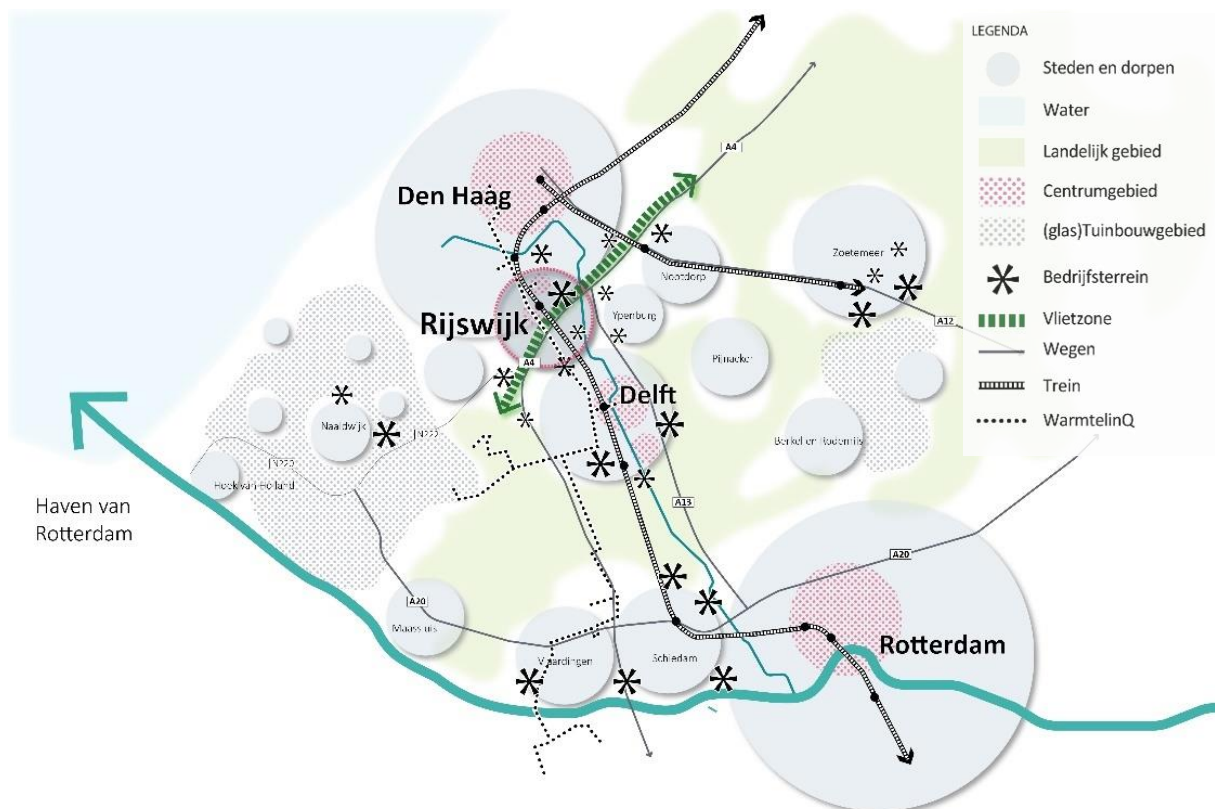 LEGENDA
Steden en dorpen
Water
Landelijk gebied
Centrumgebied
(glas)Tuinbouwgebied
Bedrijfsterrein
Vlietzone
Wegen
Trein
WarmtelinQ
A4
Den Haag
Zoetemeer
Nootdorp
Rijswijk
Ypenburg
A12
Pijnacker
A4
Delft
Naaldwijk
N222
Berkel en Rodenrijs
N220
Hoek van Holland
Haven van
Rotterdam
A13
A20
A20
Maassluis
Rotterdam
Vlaardingen
Schiedam